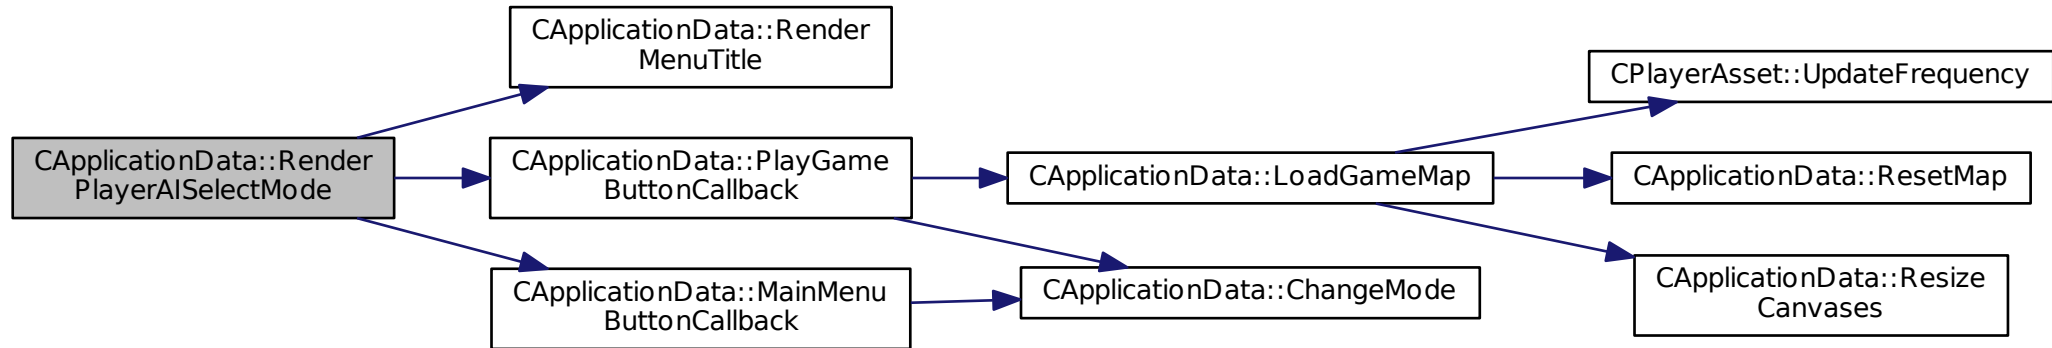 CApplicationData::Render
PlayerAISelectMode
CApplicationData::Render
MenuTitle
CApplicationData::PlayGame
ButtonCallback
CApplicationData::MainMenu
ButtonCallback
CApplicationData::LoadGameMap
CApplicationData::ChangeMode
CPlayerAsset::UpdateFrequency
CApplicationData::ResetMap
CApplicationData::Resize
Canvases